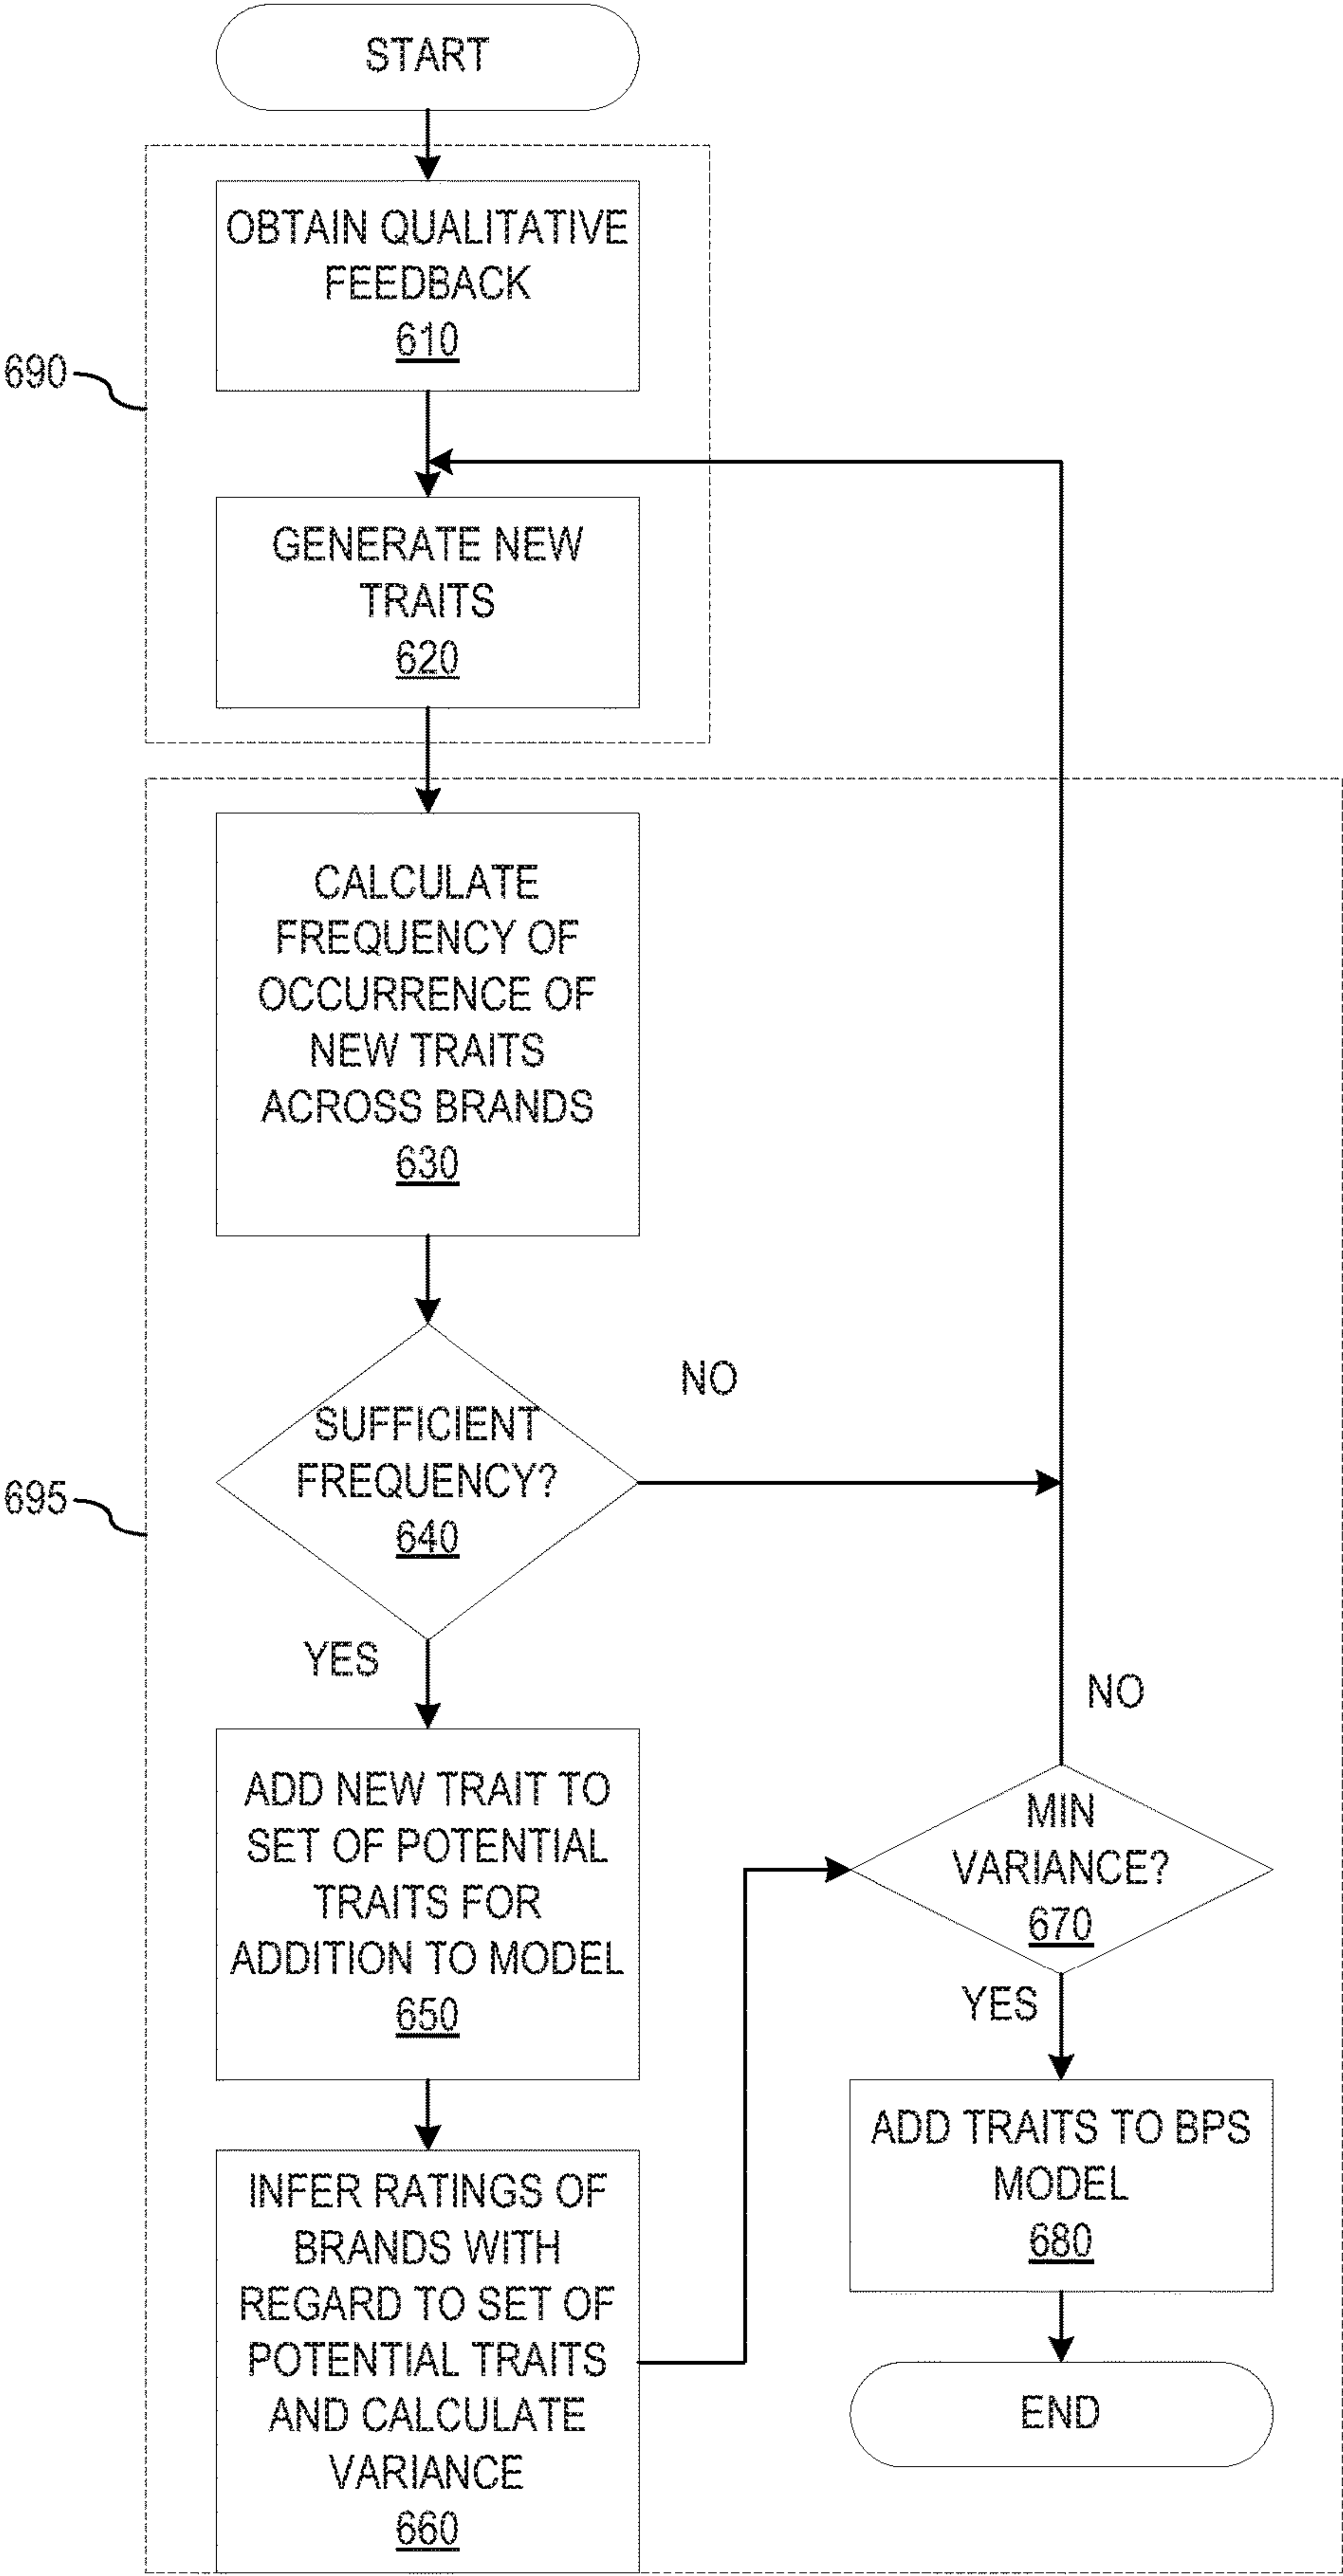 START
OBTAIN QUALITATIVE
FEEDBACK
610
690
GENERATE NEW
TRAITS
620
CALCULATE
FREQUENCY OF
OCCURRENCE OF
NEW TRAITS
ACROSS BRANDS
630
NO
SUFFICIENT
FREQUENCY?
640
695
YES
ADD NEW TRAIT TO
SET OF POTENTIAL
TRAITS FOR
ADDITION TO MODEL
650
INFER RATINGS OF
BRANDS WITH
REGARD TO SET OF
POTENTIAL TRAITS
AND CALCULATE
VARIANCE
660
NO
MIN
VARIANCE?
670
YES
ADD TRAITS TO BPS
MODEL
680
END